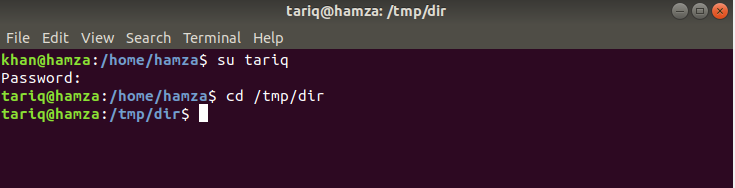 tariq@hamza: /tmp/dir
File Edit View Search Terminal Help
khan@hamza:/home/hamza$ su tariq
Password:
tariq@hamza:/home/hamza$ cd /tmp/dir
tariq@hamza:/tmp/dir$